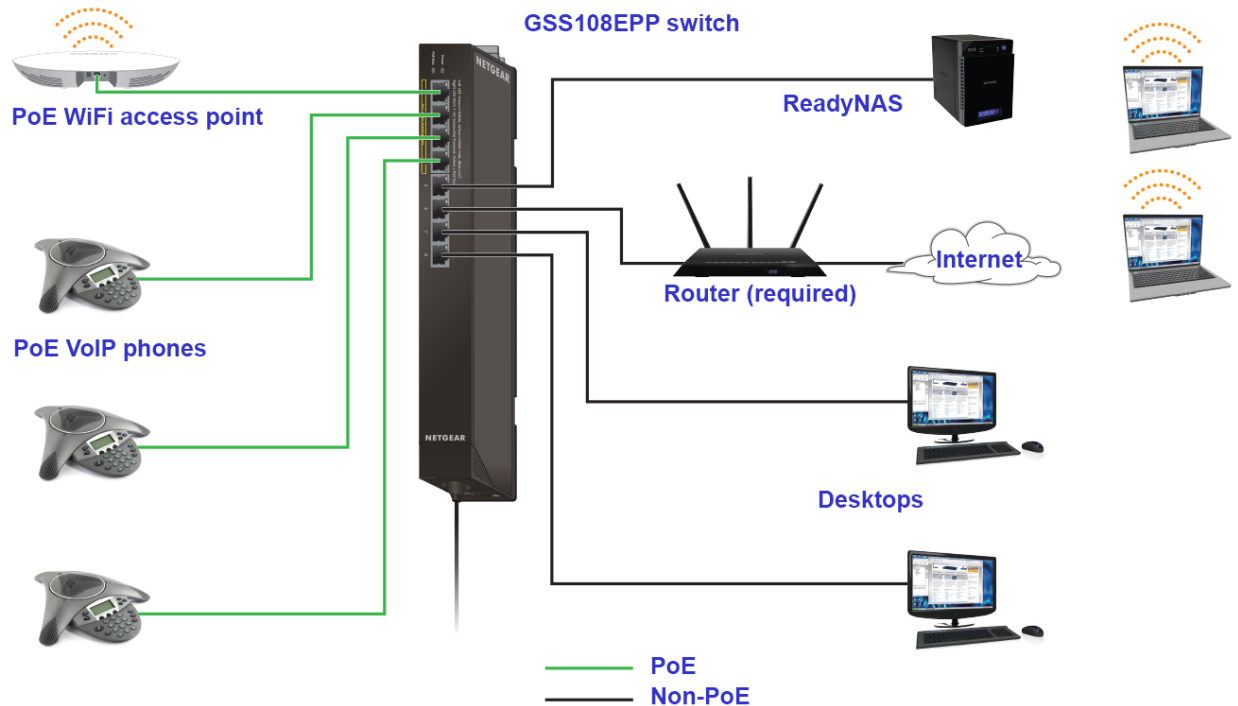 GSS108EPP switch
NETGEAR
ReadyNAS
PoE WiFi access point
Internet
Router (required)
PoE VoIP phones
NETGEAR
Desktops
PoE
Non-PoE